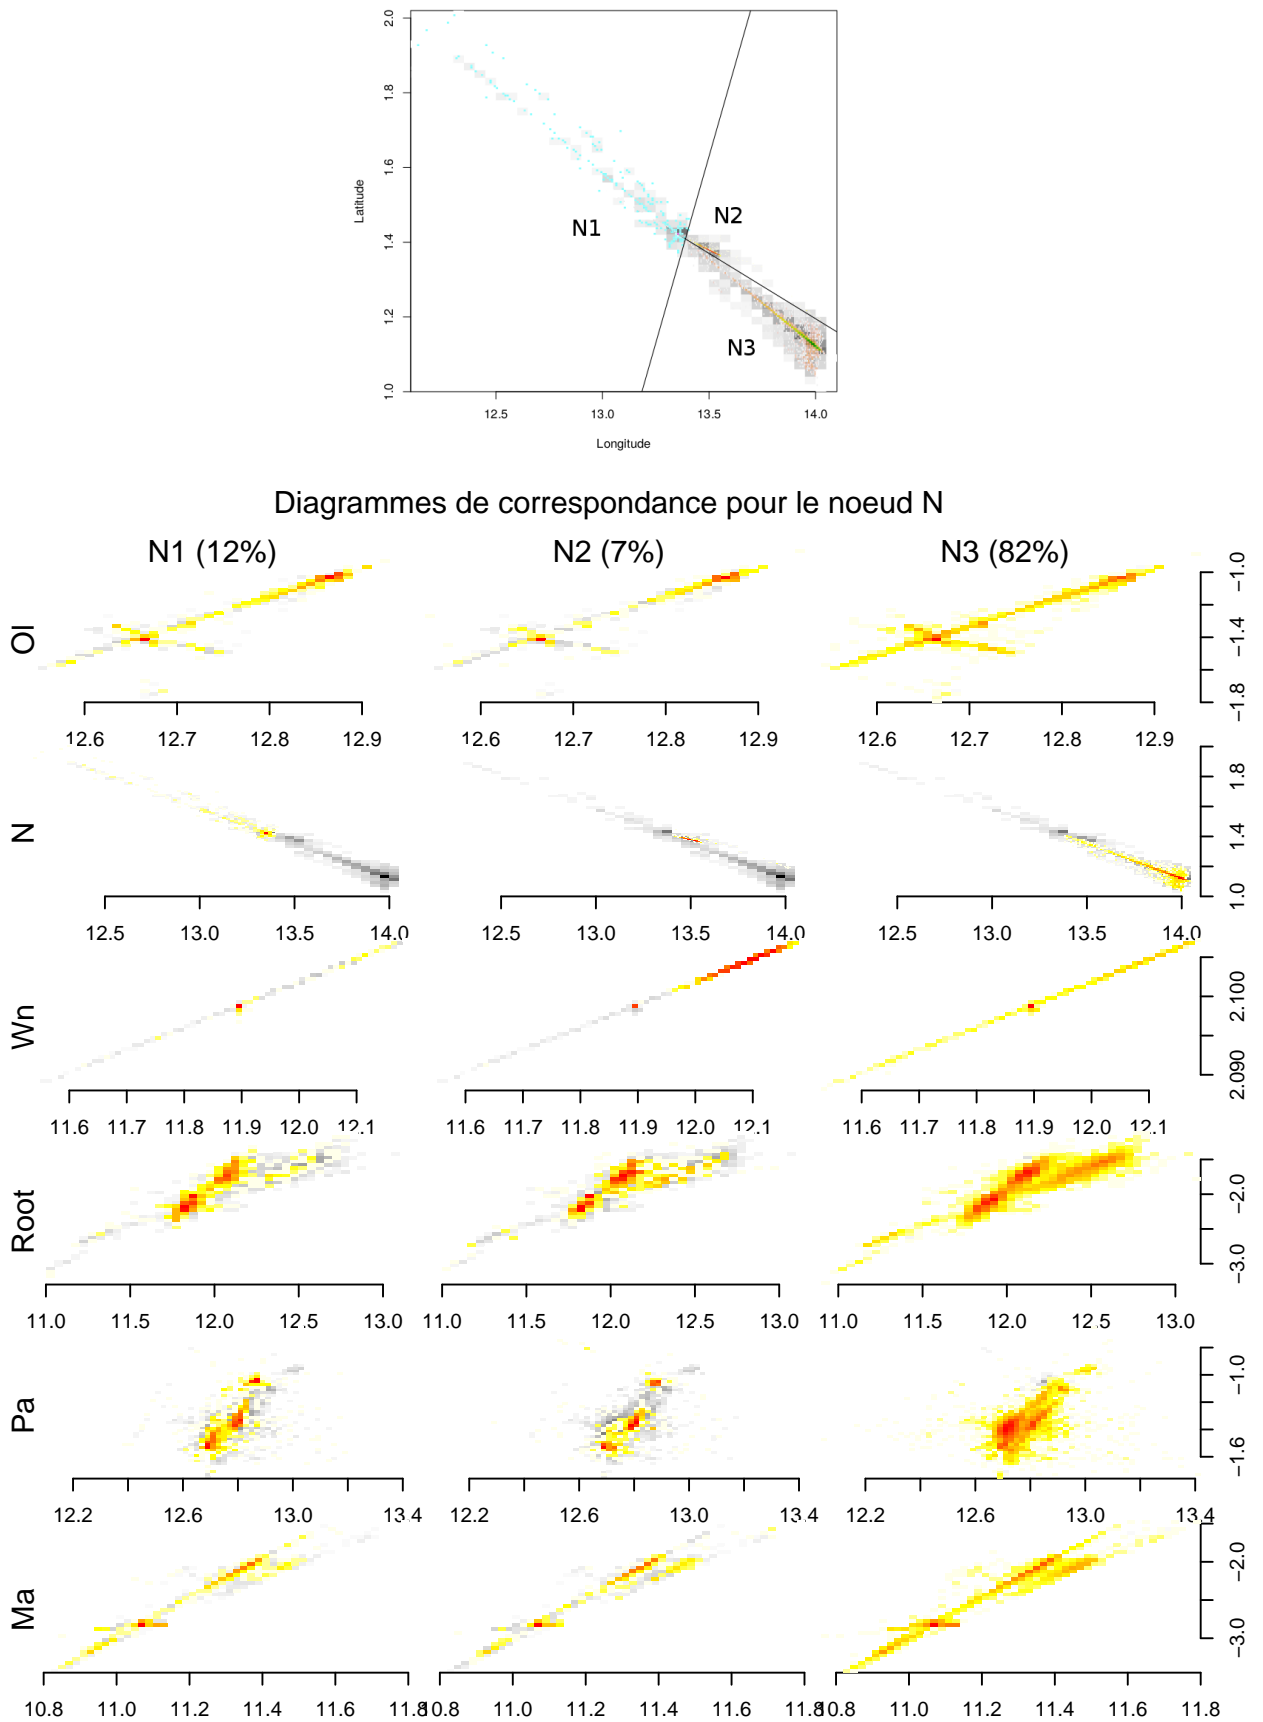 2.0
1.8
1.6
1.4
1.2
1.0
Latitude
N1
N2
N3
12.5 13.0 13.5 14.0
Longitude
Diagrammes de correspondance pour le noeud N
N1 (12%) N2 (7%) N3 (82%)
Ol
−1.0
−1.4
−1.8
12.6 12.7 12.8 12.9 12.6 12.7 12.8 12.9 12.6 12.7 12.8 12.9
N
1.8
1.4
1.0
12.5 13.0 13.5 14.0 12.5 13.0 13.5 14.0 12.5 13.0 13.5 14.0
Wn
2.100
2.090
11.6 11.7 11.8 11.9 12.0 12.1 11.6 11.7 11.8 11.9 12.0 12.1 11.6 11.7 11.8 11.9 12.0 12.1
Root
−2.0
−3.0
11.0 11.5 12.0 12.5 13.0 11.0 11.5 12.0 12.5 13.0 11.0 11.5 12.0 12.5 13.0
Pa
−1.0
−1.6
12.2 12.6 13.0 13.4 12.2 12.6 13.0 13.4 12.2 12.6 13.0 13.4
Ma
−2.0
−3.0
10.8 11.0 11.2 11.4 11.6 11.8 10.8 11.0 11.2 11.4 11.6 11.8 10.8 11.0 11.2 11.4 11.6 11.8